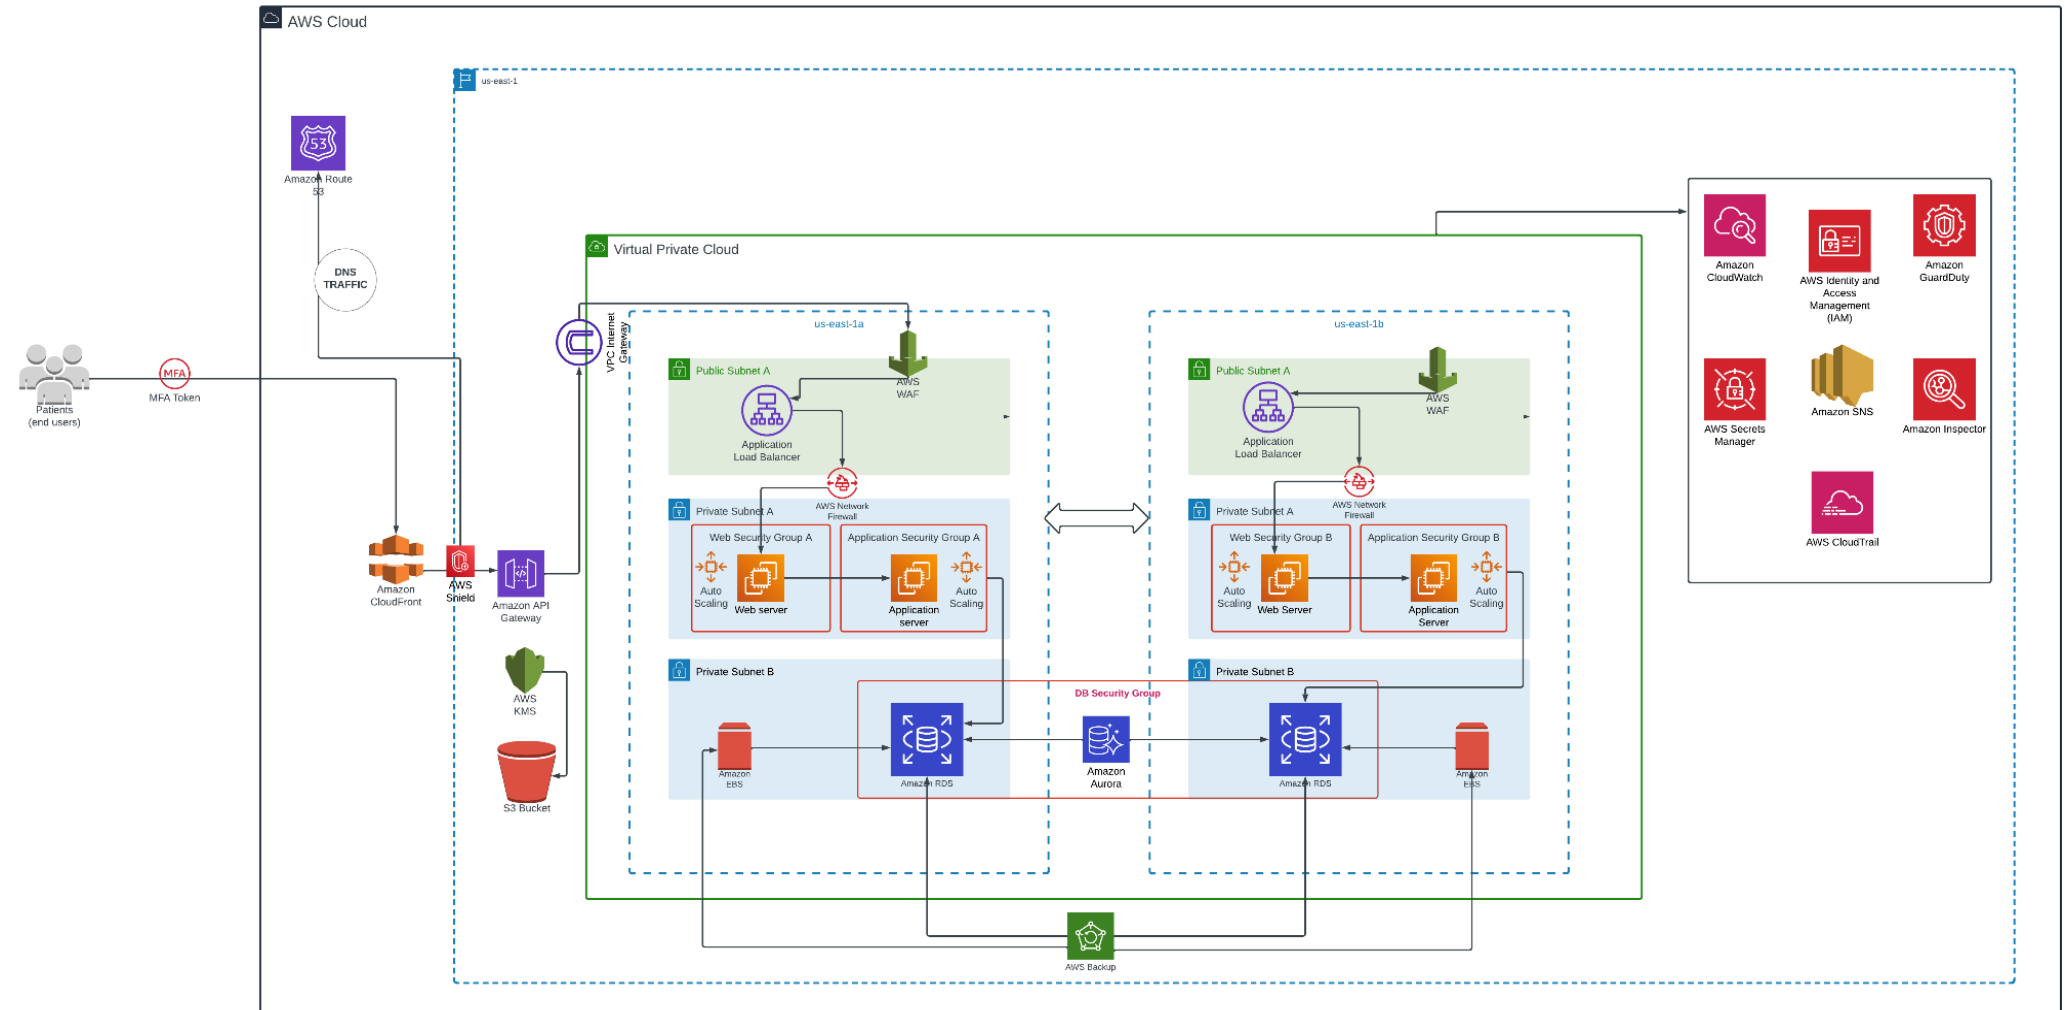 AWS Cloud
us-east-1
53
Amazon Route
53
DNS
TRAFFIC
Patients
(end users)
MFA
MFA Token
Amazon
CloudFront
AWS
Shield
Amazon API
Gateway
AWS
KMS
S3 Bucket
Virtual Private Cloud
VPC Internet
Gateway
us-east-1a
Public Subnet A
AWS
WAF
Application
Load Balancer
AWS Network
Firewall
Private Subnet A
Web Security Group A
Auto
Scaling
Web server
Application Security Group A
Application
server
Auto
Scaling
Private Subnet B
Amazon
EBS
Amazon RDS
DB Security Group
Amazon
Aurora
us-east-1b
Public Subnet A
AWS
WAF
Application
Load Balancer
AWS Network
Firewall
Private Subnet A
Web Security Group B
Auto
Scaling
Web Server
Application Security Group B
Application
Server
Auto
Scaling
Private Subnet B
Amazon RDS
Amazon
EBS
AWS Backup
Amazon
CloudWatch
AWS Identity and
Access
Management
(IAM)
Amazon
GuardDuty
AWS Secrets
Manager
Amazon SNS
Amazon Inspector
AWS CloudTrail